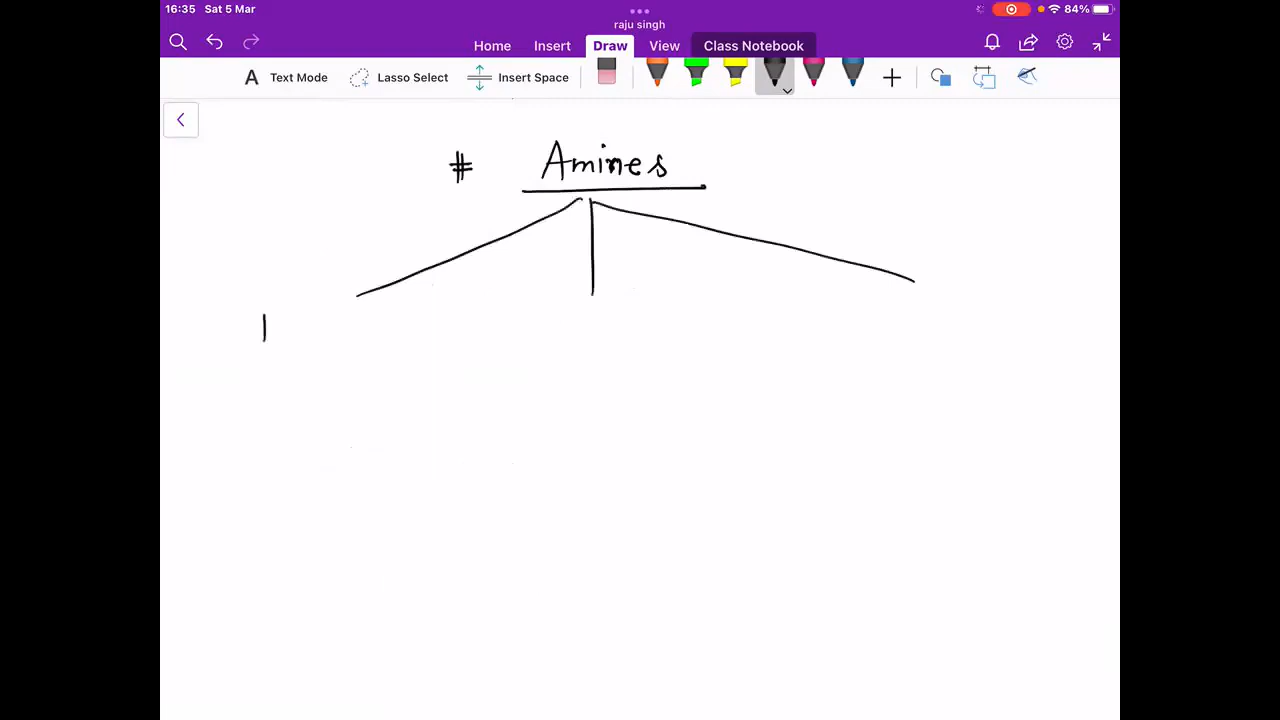 16:35 Sat 5 Mar
84%
raju singh
Home Insert Draw View Class Notebook
A Text Mode Lasso Select Insert Space
# Amines